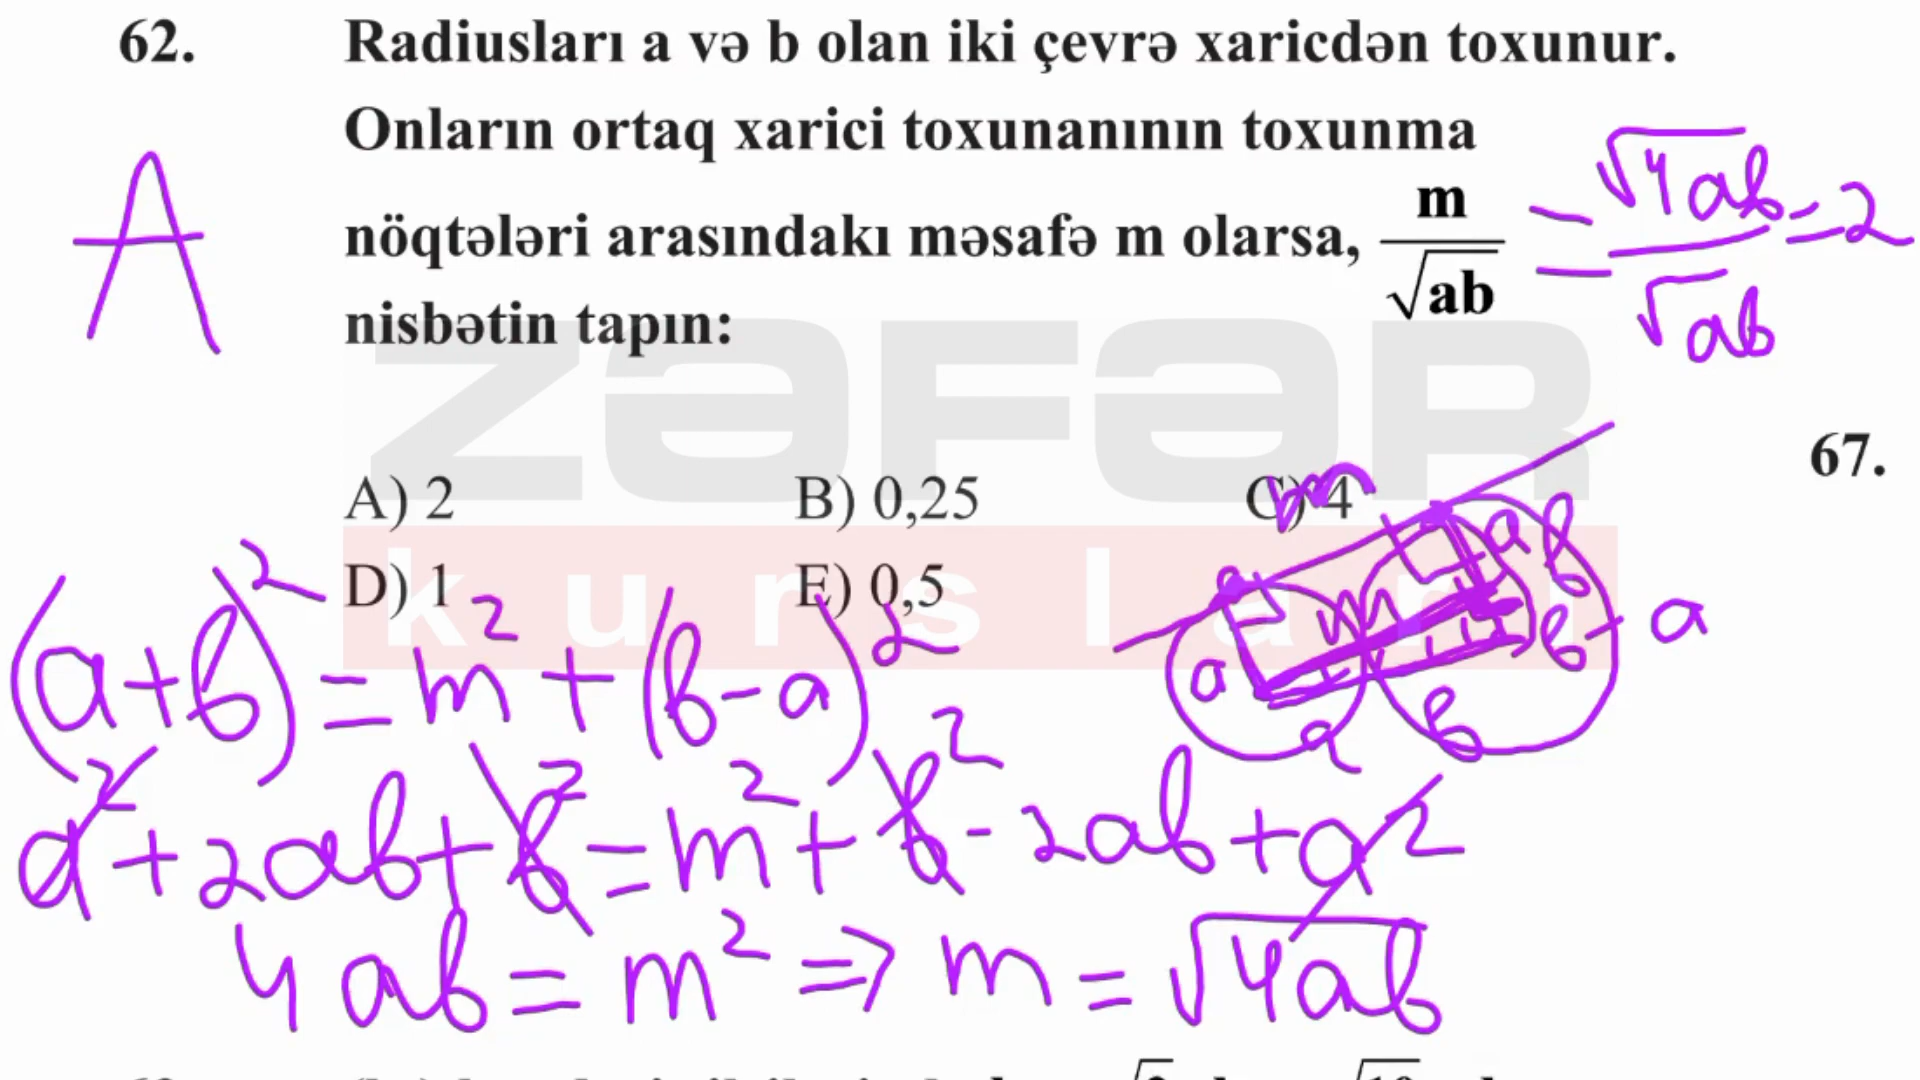 62. Radiusları a və b olan iki çevrə xaricdən toxunur.
Onların ortaq xarici toxunanının toxunma
nöqtələri arasındakı məsafə m olarsa, m/√ab = √4ab/√ab = 2
nisbətin tapın:
A
ZƏFƏR
kursları
67.
A) 2 B) 0,25 C) 4
D) 1 E) 0,5
m
a b
m
a b - a
a b
(a+b)² = m² + (b-a)²
a² + 2ab + b² = m² + b² - 2ab + a²
4ab = m² ⇒ m = √4ab